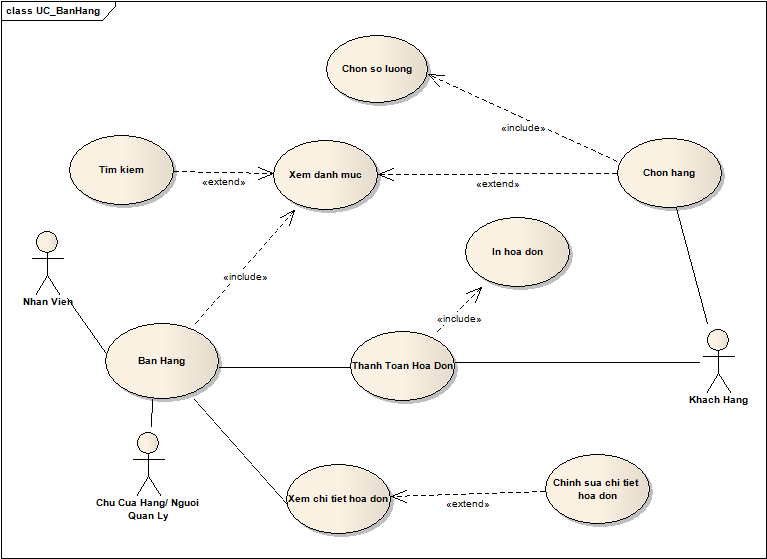 class UC_BanHang
Chon so luong
«include»
Tim kiem
Xem danh muc
Chon hang
«extend»
«extend»
In hoa don
«include»
Nhan Vien
«include»
Ban Hang
Thanh Toan Hoa Don
Khach Hang
Chu Cua Hang/ Nguoi
Quan Ly
Xem chi tiet hoa don
Chinh sua chi tiet
hoa don
«extend»